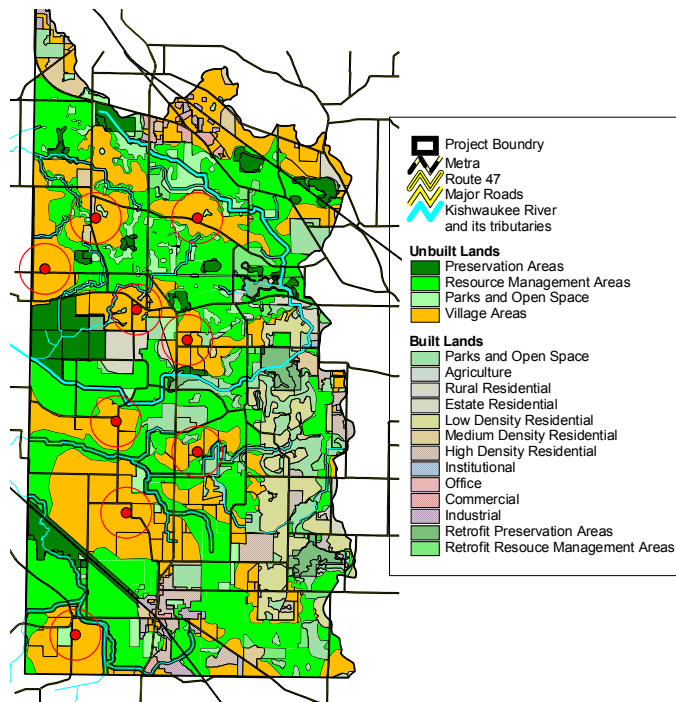 Project Boundry
Metra
Route 47
Major Roads
Kishwaukee River
and its tributaries
Unbuilt Lands
Preservation Areas
Resource Management Areas
Parks and Open Space
Village Areas
Built Lands
Parks and Open Space
Agriculture
Rural Residential
Estate Residential
Low Density Residential
Medium Density Residential
High Density Residential
Institutional
Office
Commercial
Industrial
Retrofit Preservation Areas
Retrofit Resouce Management Areas